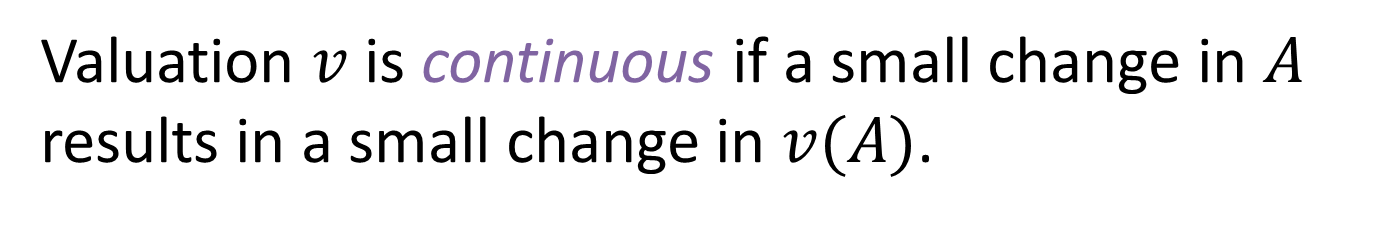 Valuation 𝑣 is continuous if a small change in 𝐴
results in a small change in 𝑣(𝐴).